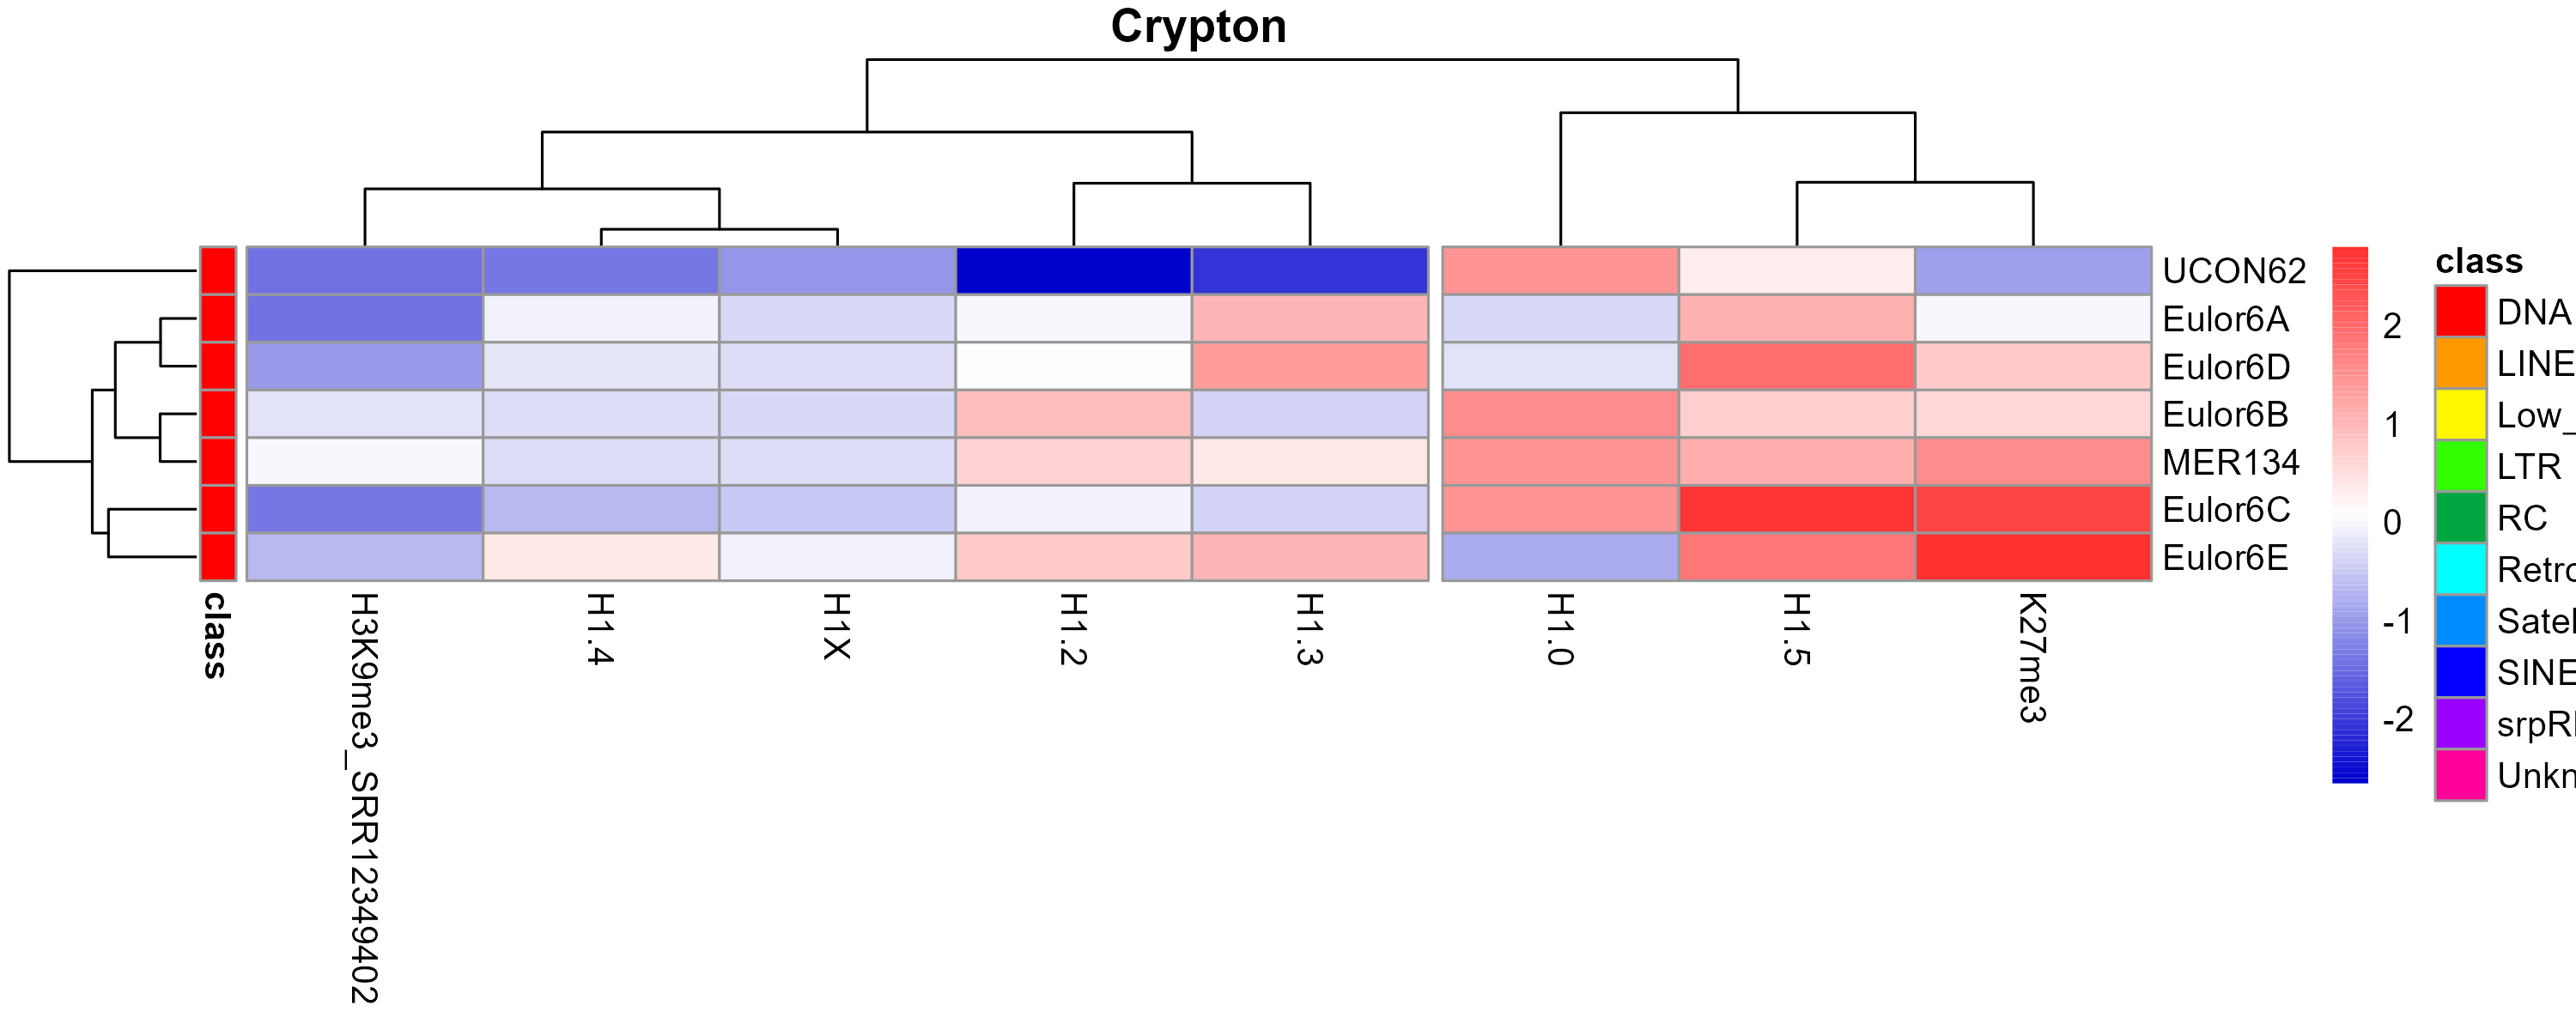 Crypton
UCON62
Eulor6A
Eulor6D
Eulor6B
MER134
Eulor6C
Eulor6E
class
H3K9me3_SRR12349402
H1.4
H1X
H1.2
H1.3
H1.0
H1.5
K27me3
2
1
0
-1
-2
class
DNA
LINE
Low_
LTR
RC
Retro
Satel
SINE
srpR
Unkn